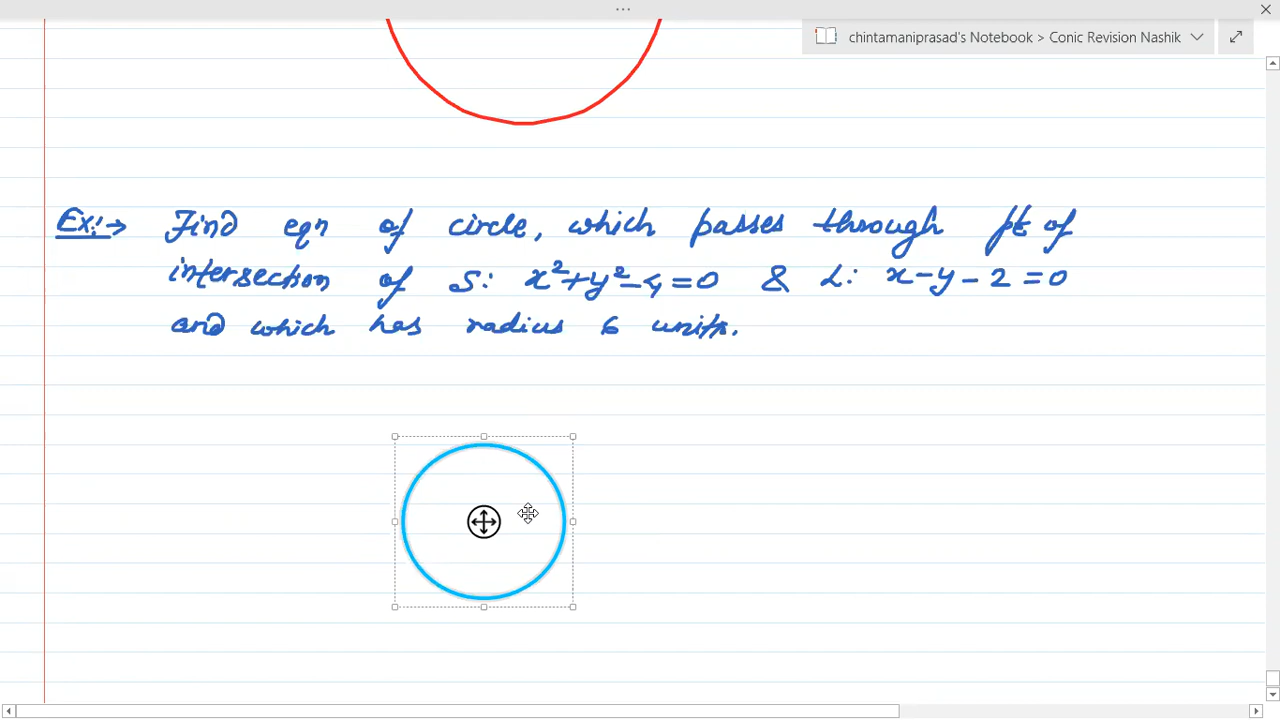 chintamaniprasad's Notebook > Conic Revision Nashik
Ex:→ Find eqn of circle, which passes through pt of
intersection of S: x²+y²-4=0 & L: x-y-2=0
and which has radius 6 units.